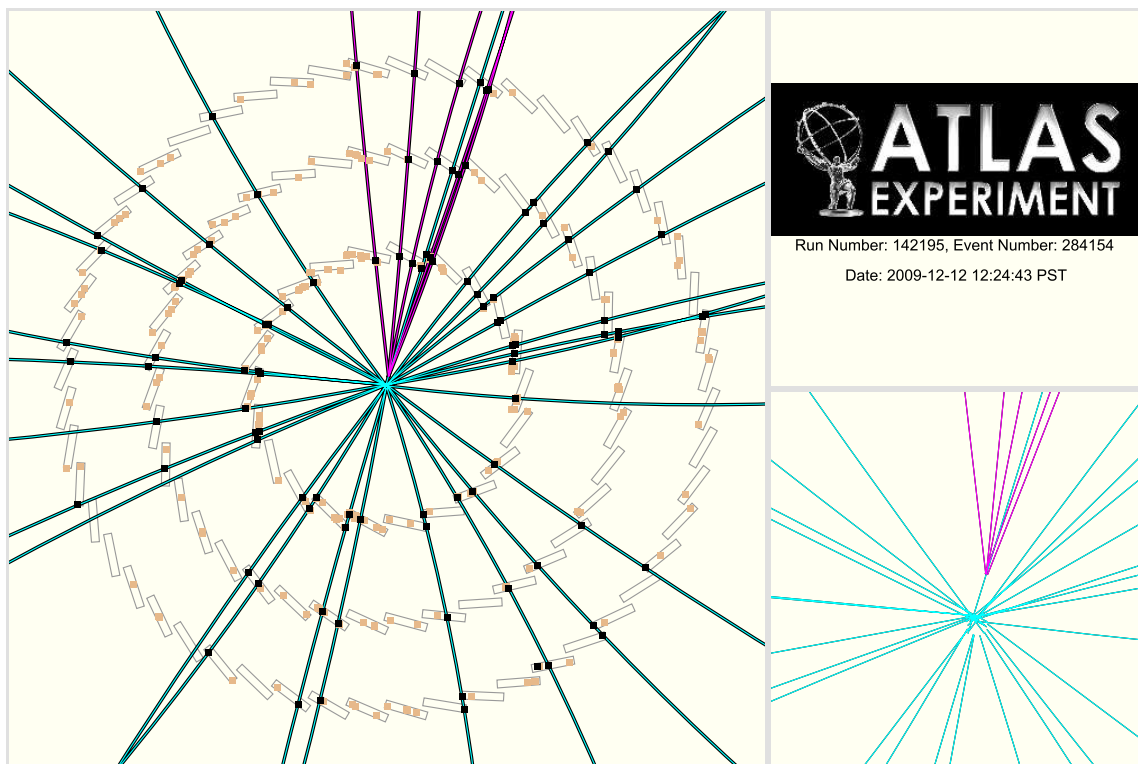 ATLAS
EXPERIMENT
Run Number: 142195, Event Number: 284154
Date: 2009-12-12 12:24:43 PST